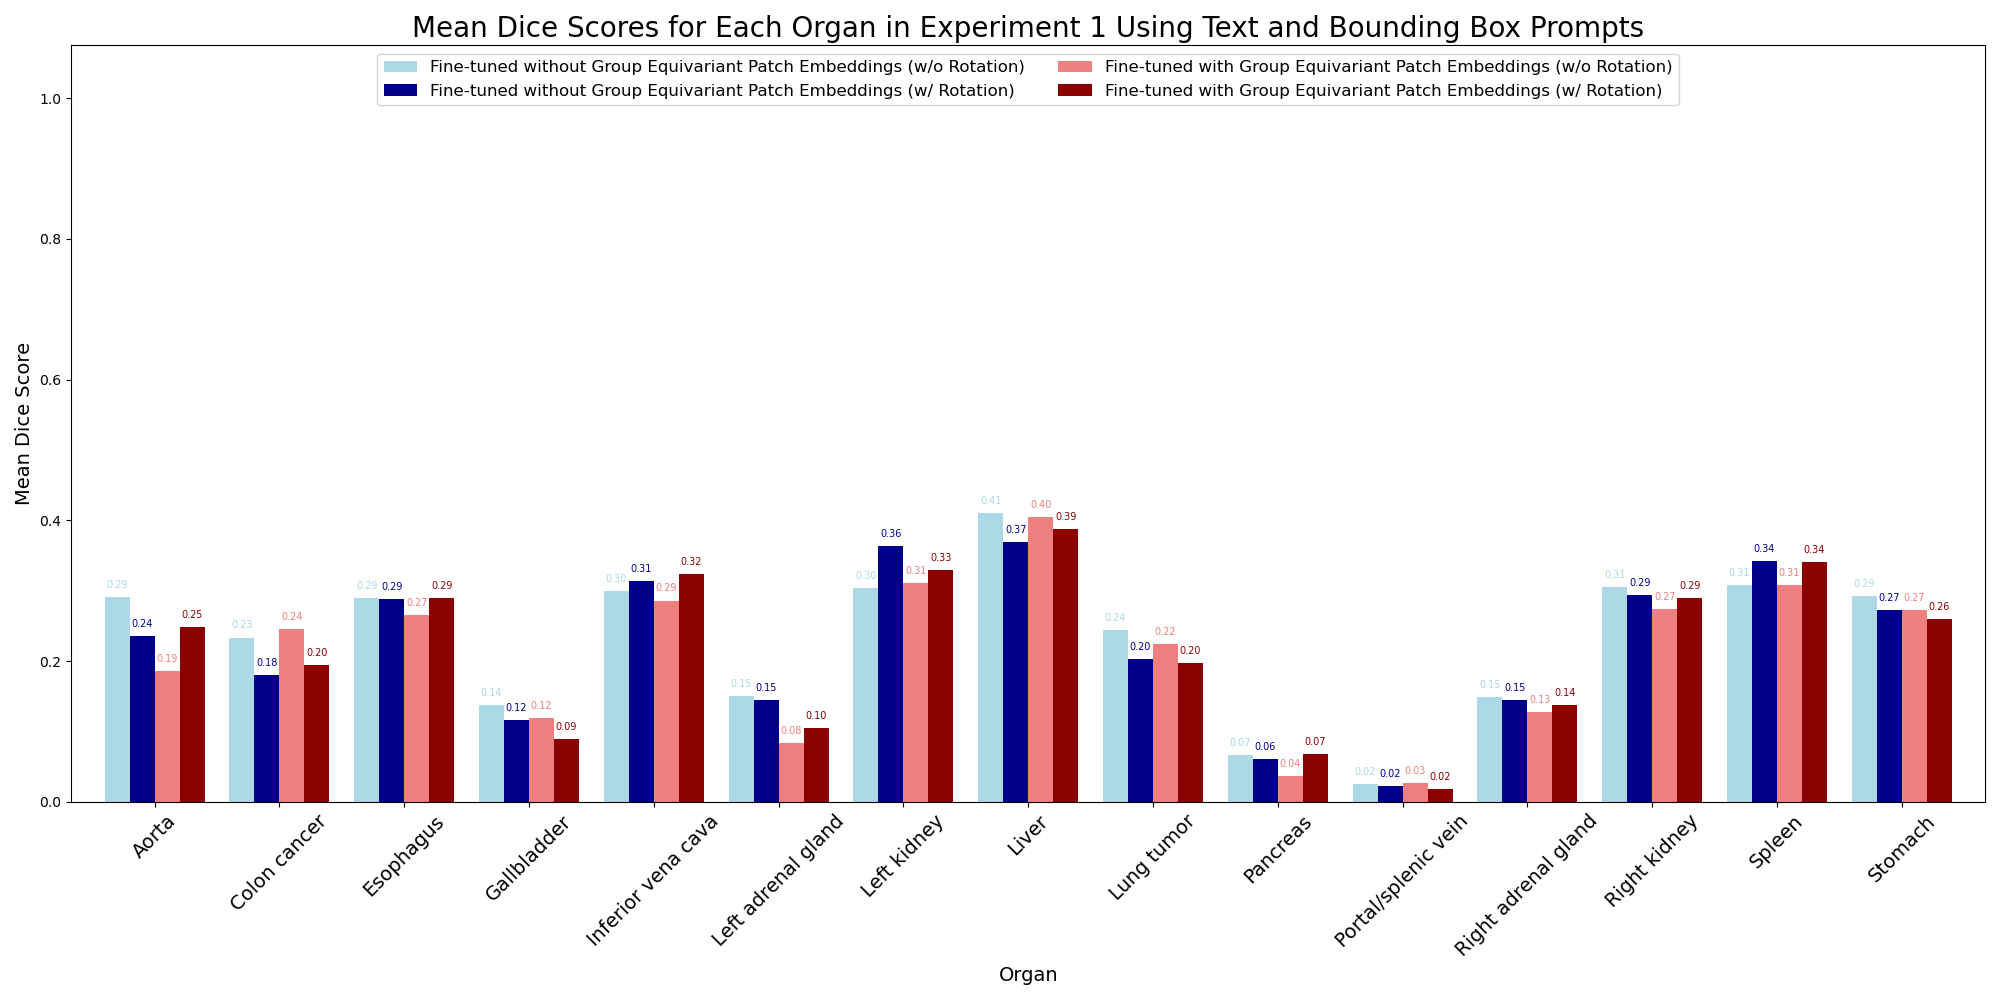 Mean Dice Scores for Each Organ in Experiment 1 Using Text and Bounding Box Prompts
Fine-tuned without Group Equivariant Patch Embeddings (w/o Rotation)
Fine-tuned without Group Equivariant Patch Embeddings (w/ Rotation)
Fine-tuned with Group Equivariant Patch Embeddings (w/o Rotation)
Fine-tuned with Group Equivariant Patch Embeddings (w/ Rotation)
Mean Dice Score
1.0
0.8
0.6
0.4
0.2
0.0
0.29 0.24 0.19 0.25
0.23 0.18 0.24 0.20
0.29 0.29 0.27 0.29
0.14 0.12 0.12 0.09
0.30 0.31 0.29 0.32
0.15 0.15 0.08 0.10
0.30 0.36 0.31 0.33
0.41 0.37 0.40 0.39
0.24 0.20 0.22 0.20
0.07 0.06 0.04 0.07
0.02 0.02 0.03 0.02
0.15 0.15 0.13 0.14
0.31 0.29 0.27 0.29
0.31 0.34 0.31 0.34
0.29 0.27 0.27 0.26
Aorta
Colon cancer
Esophagus
Gallbladder
Inferior vena cava
Left adrenal gland
Left kidney
Liver
Lung tumor
Pancreas
Portal/splenic vein
Right adrenal gland
Right kidney
Spleen
Stomach
Organ